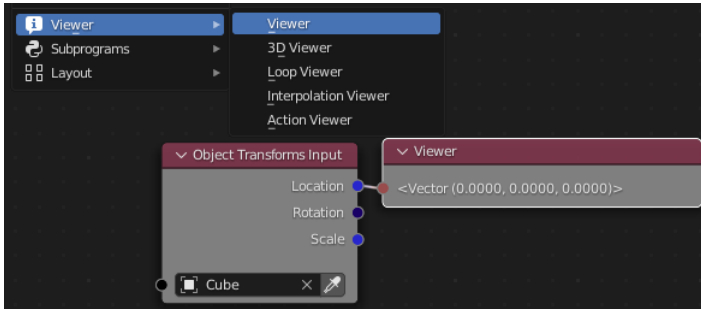 Viewer
Subprograms
Layout
Viewer
3D Viewer
Loop Viewer
Interpolation Viewer
Action Viewer
Object Transforms Input
Location
Rotation
Scale
Cube
Viewer
<Vector (0.0000, 0.0000, 0.0000)>